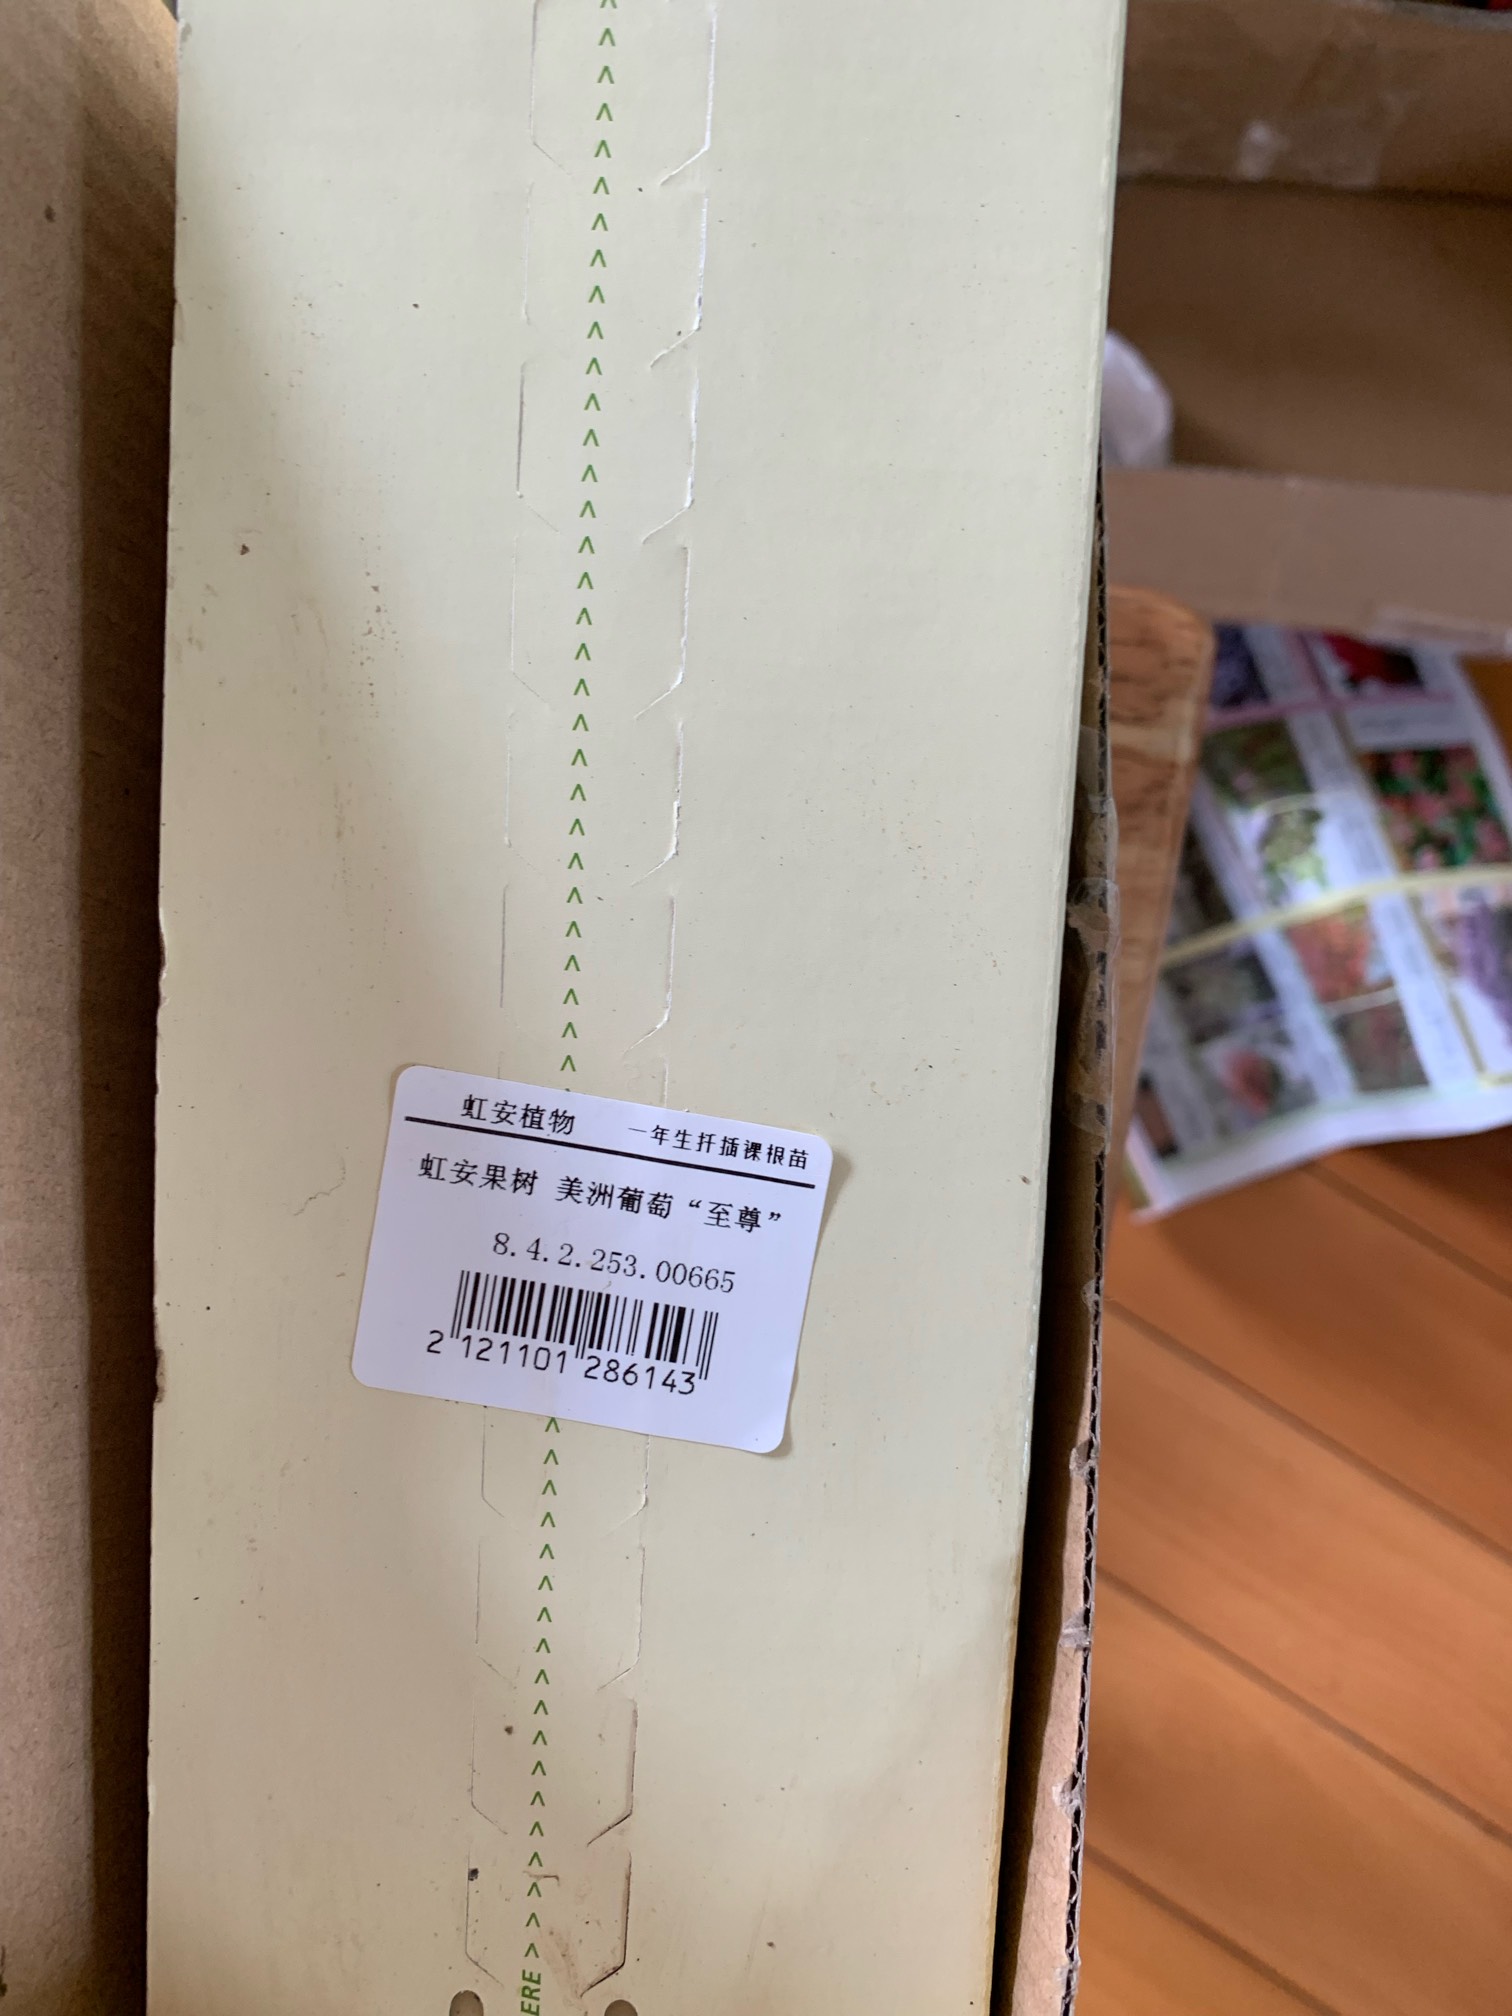 虹安植物 一年生扦插裸根苗
虹安果树 美洲葡萄“至尊”
8.4.2.253.00665
2 121101 286143
ERE >